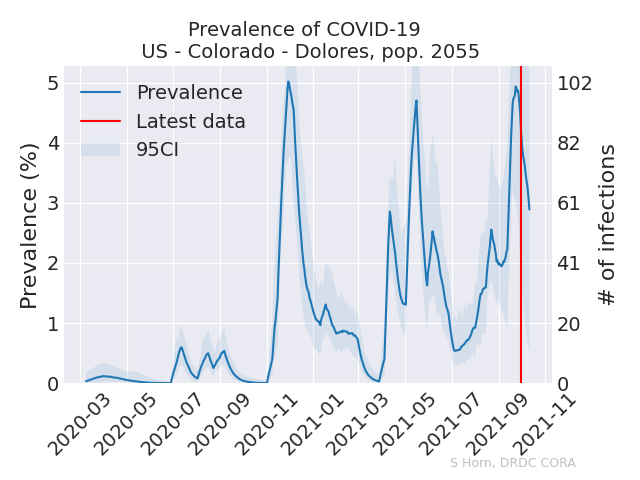 Prevalence of COVID-19
US - Colorado - Dolores, pop. 2055
Prevalence
Latest data
95CI
Prevalence (%)
5
4
3
2
1
0
102
82
61
41
20
0
# of infections
2020-03
2020-05
2020-07
2020-09
2020-11
2021-01
2021-03
2021-05
2021-07
2021-09
2021-11
S Horn, DRDC CORA